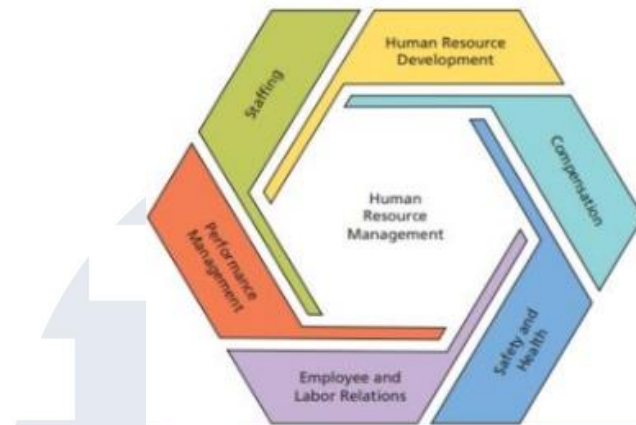 Human Resource
Development
Staffing
Compensation
Human
Resource
Management
Performance
Management
Safety and
Health
Employee and
Labor Relations